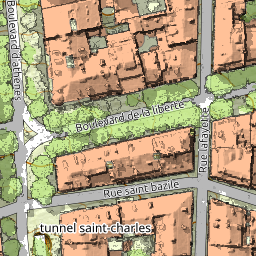 Boulevard d'athènes
Boulevard de la liberté
Rue lafayette
Rue saint bazile
tunnel saint-charles